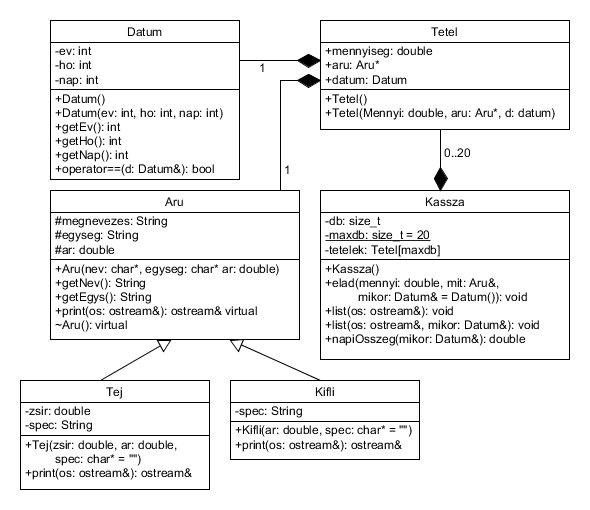 Datum
-ev: int
-ho: int
-nap: int
+Datum()
+Datum(ev: int, ho: int, nap: int)
+getEv(): int
+getHo(): int
+getNap(): int
+operator==(d: Datum&): bool
1
Tetel
+mennyiseg: double
+aru: Aru*
+datum: Datum
+Tetel()
+Tetel(Mennyi: double, aru: Aru*, d: datum)
1
0..20
Aru
#megnevezes: String
#egyseg: String
#ar: double
+Aru(nev: char*, egyseg: char* ar: double)
+getNev(): String
+getEgys(): String
+print(os: ostream&): ostream& virtual
~Aru(): virtual
Kassza
-db: size_t
-maxdb: size_t = 20
-tetelek: Tetel[maxdb]
+Kassza()
+elad(mennyi: double, mit: Aru&,
mikor: Datum& = Datum()): void
+list(os: ostream&): void
+list(os: ostream&, mikor: Datum&): void
+napiOsszeg(mikor: Datum&): double
Tej
-zsir: double
-spec: String
+Tej(zsir: double, ar: double,
spec: char* = "")
+print(os: ostream&): ostream&
Kifli
-spec: String
+Kifli(ar: double, spec: char* = "")
+print(os: ostream&): ostream&